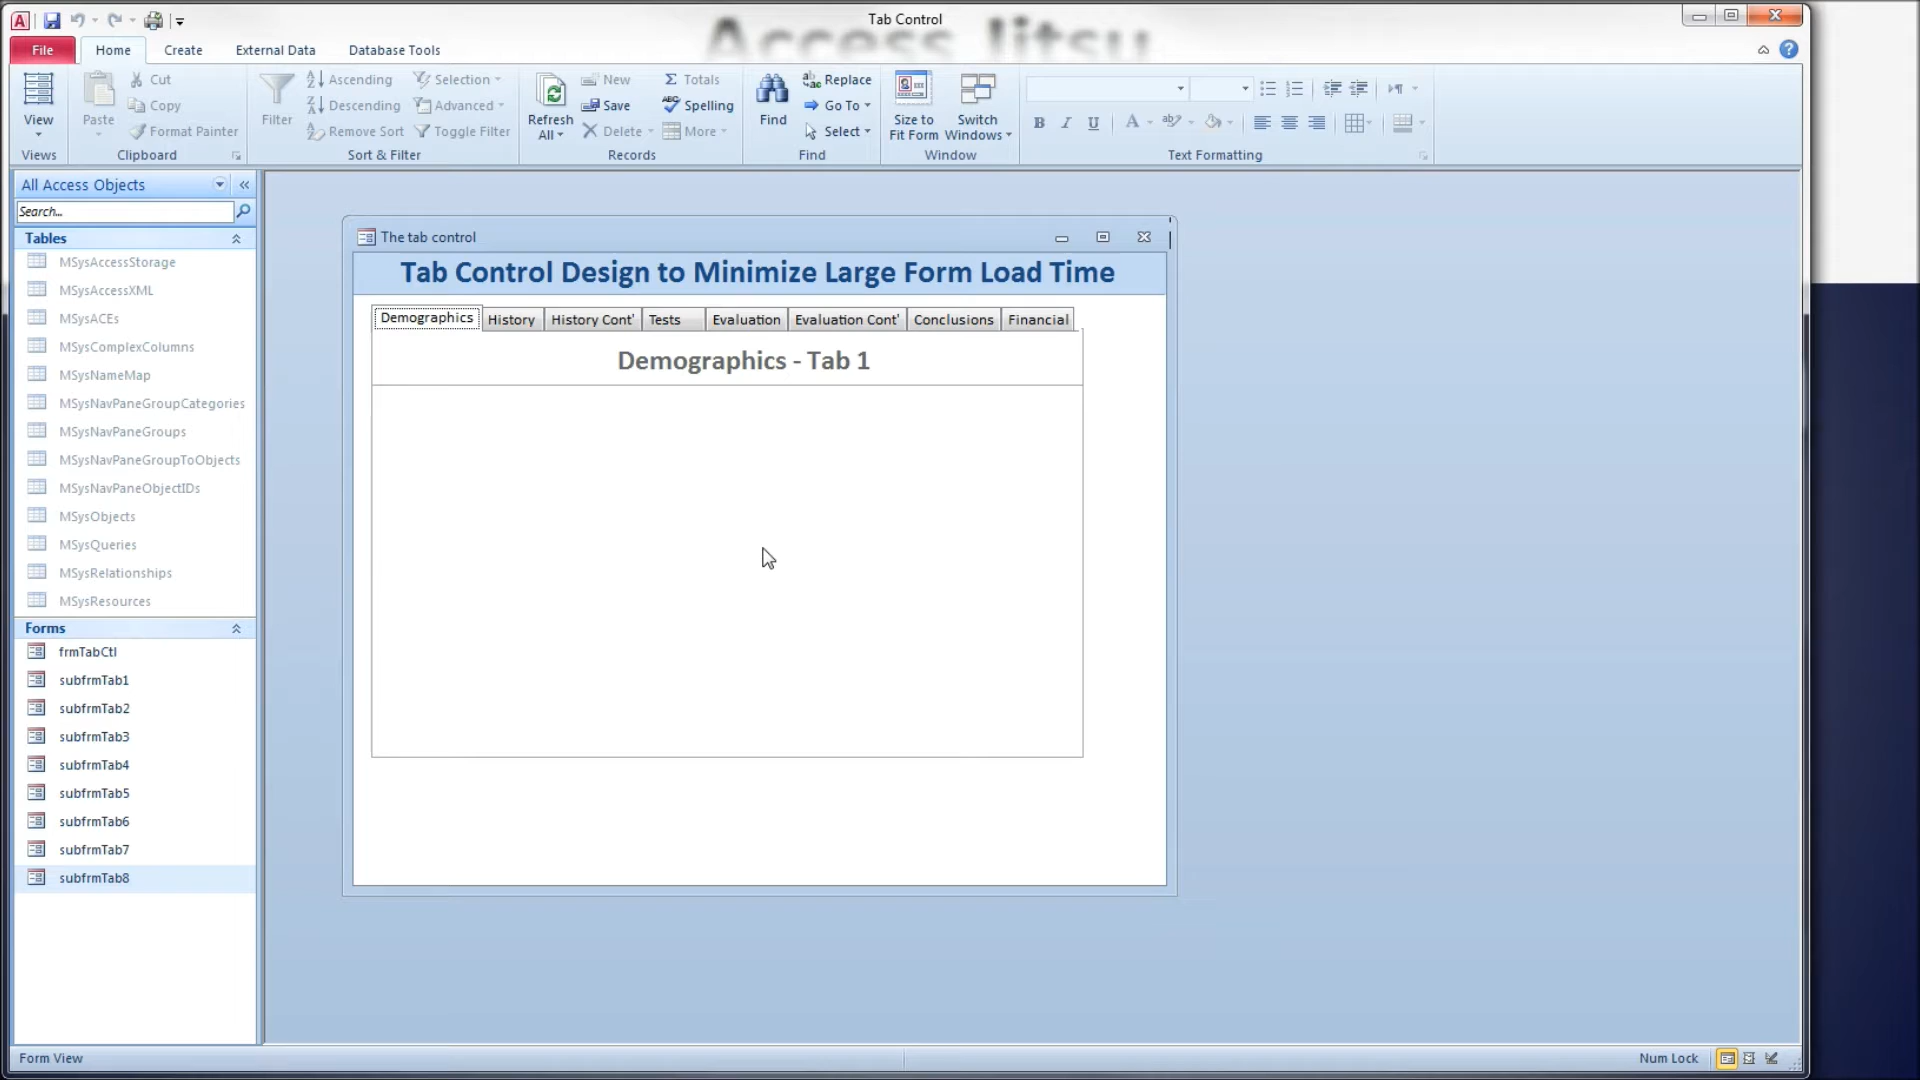 Tab Control
Access Jitsu
File Home Create External Data Database Tools
View
Views
Paste
Cut
Copy
Format Painter
Clipboard
Filter
Ascending
Descending
Remove Sort
Selection
Advanced
Toggle Filter
Sort & Filter
Refresh
All
New
Save
Delete
Totals
Spelling
More
Records
Find
Replace
Go To
Select
Find
Size to
Fit Form
Switch
Windows
Window
B I U A ab
Text Formatting
All Access Objects
Search...
Tables
MSysAccessStorage
MSysAccessXML
MSysACEs
MSysComplexColumns
MSysNameMap
MSysNavPaneGroupCategories
MSysNavPaneGroups
MSysNavPaneGroupToObjects
MSysNavPaneObjectIDs
MSysObjects
MSysQueries
MSysRelationships
MSysResources
Forms
frmTabCtl
subfrmTab1
subfrmTab2
subfrmTab3
subfrmTab4
subfrmTab5
subfrmTab6
subfrmTab7
subfrmTab8
The tab control
Tab Control Design to Minimize Large Form Load Time
Demographics History History Cont' Tests Evaluation Evaluation Cont' Conclusions Financial
Demographics - Tab 1
Form View
Num Lock